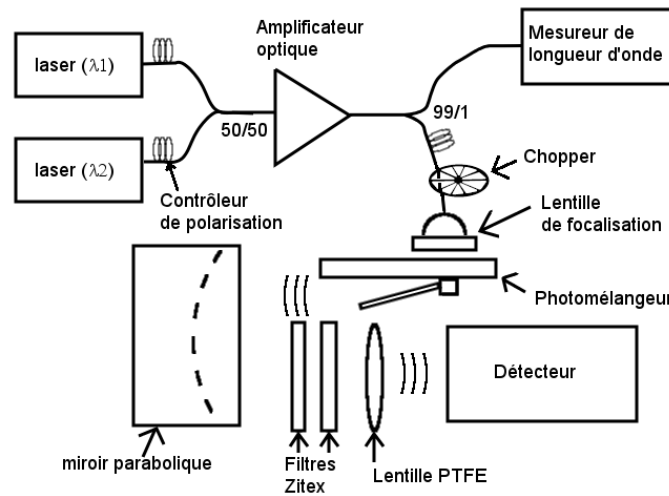 Amplificateur
optique
Mesureur de
longueur d'onde
laser (λ1)
50/50
99/1
laser (λ2)
Chopper
Contrôleur
de polarisation
Lentille
de focalisation
Photomélangeur
Détecteur
miroir parabolique
Filtres
Zitex
Lentille PTFE